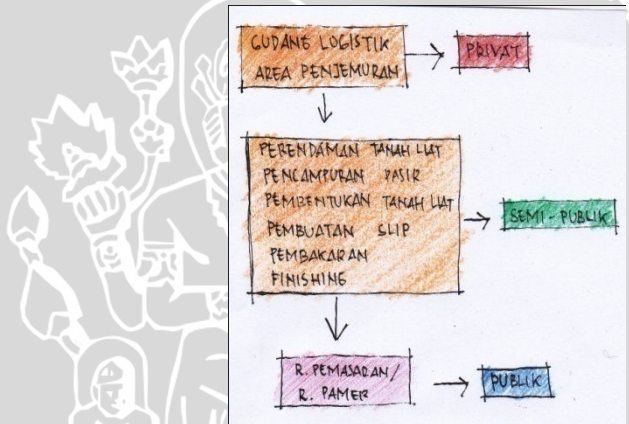 GUDANG LOGISTIK
AREA PENJEMURAN
PRIVAT
PERENDAMAN TANAH LIAT
PENCAMPURAN PASIR
PEMBENTUKAN TANAH LIAT
PEMBUATAN SLIP
PEMBAKARAN
FINISHING
SEMI - PUBLIK
R. PEMASARAN /
R. PAMER
PUBLIK